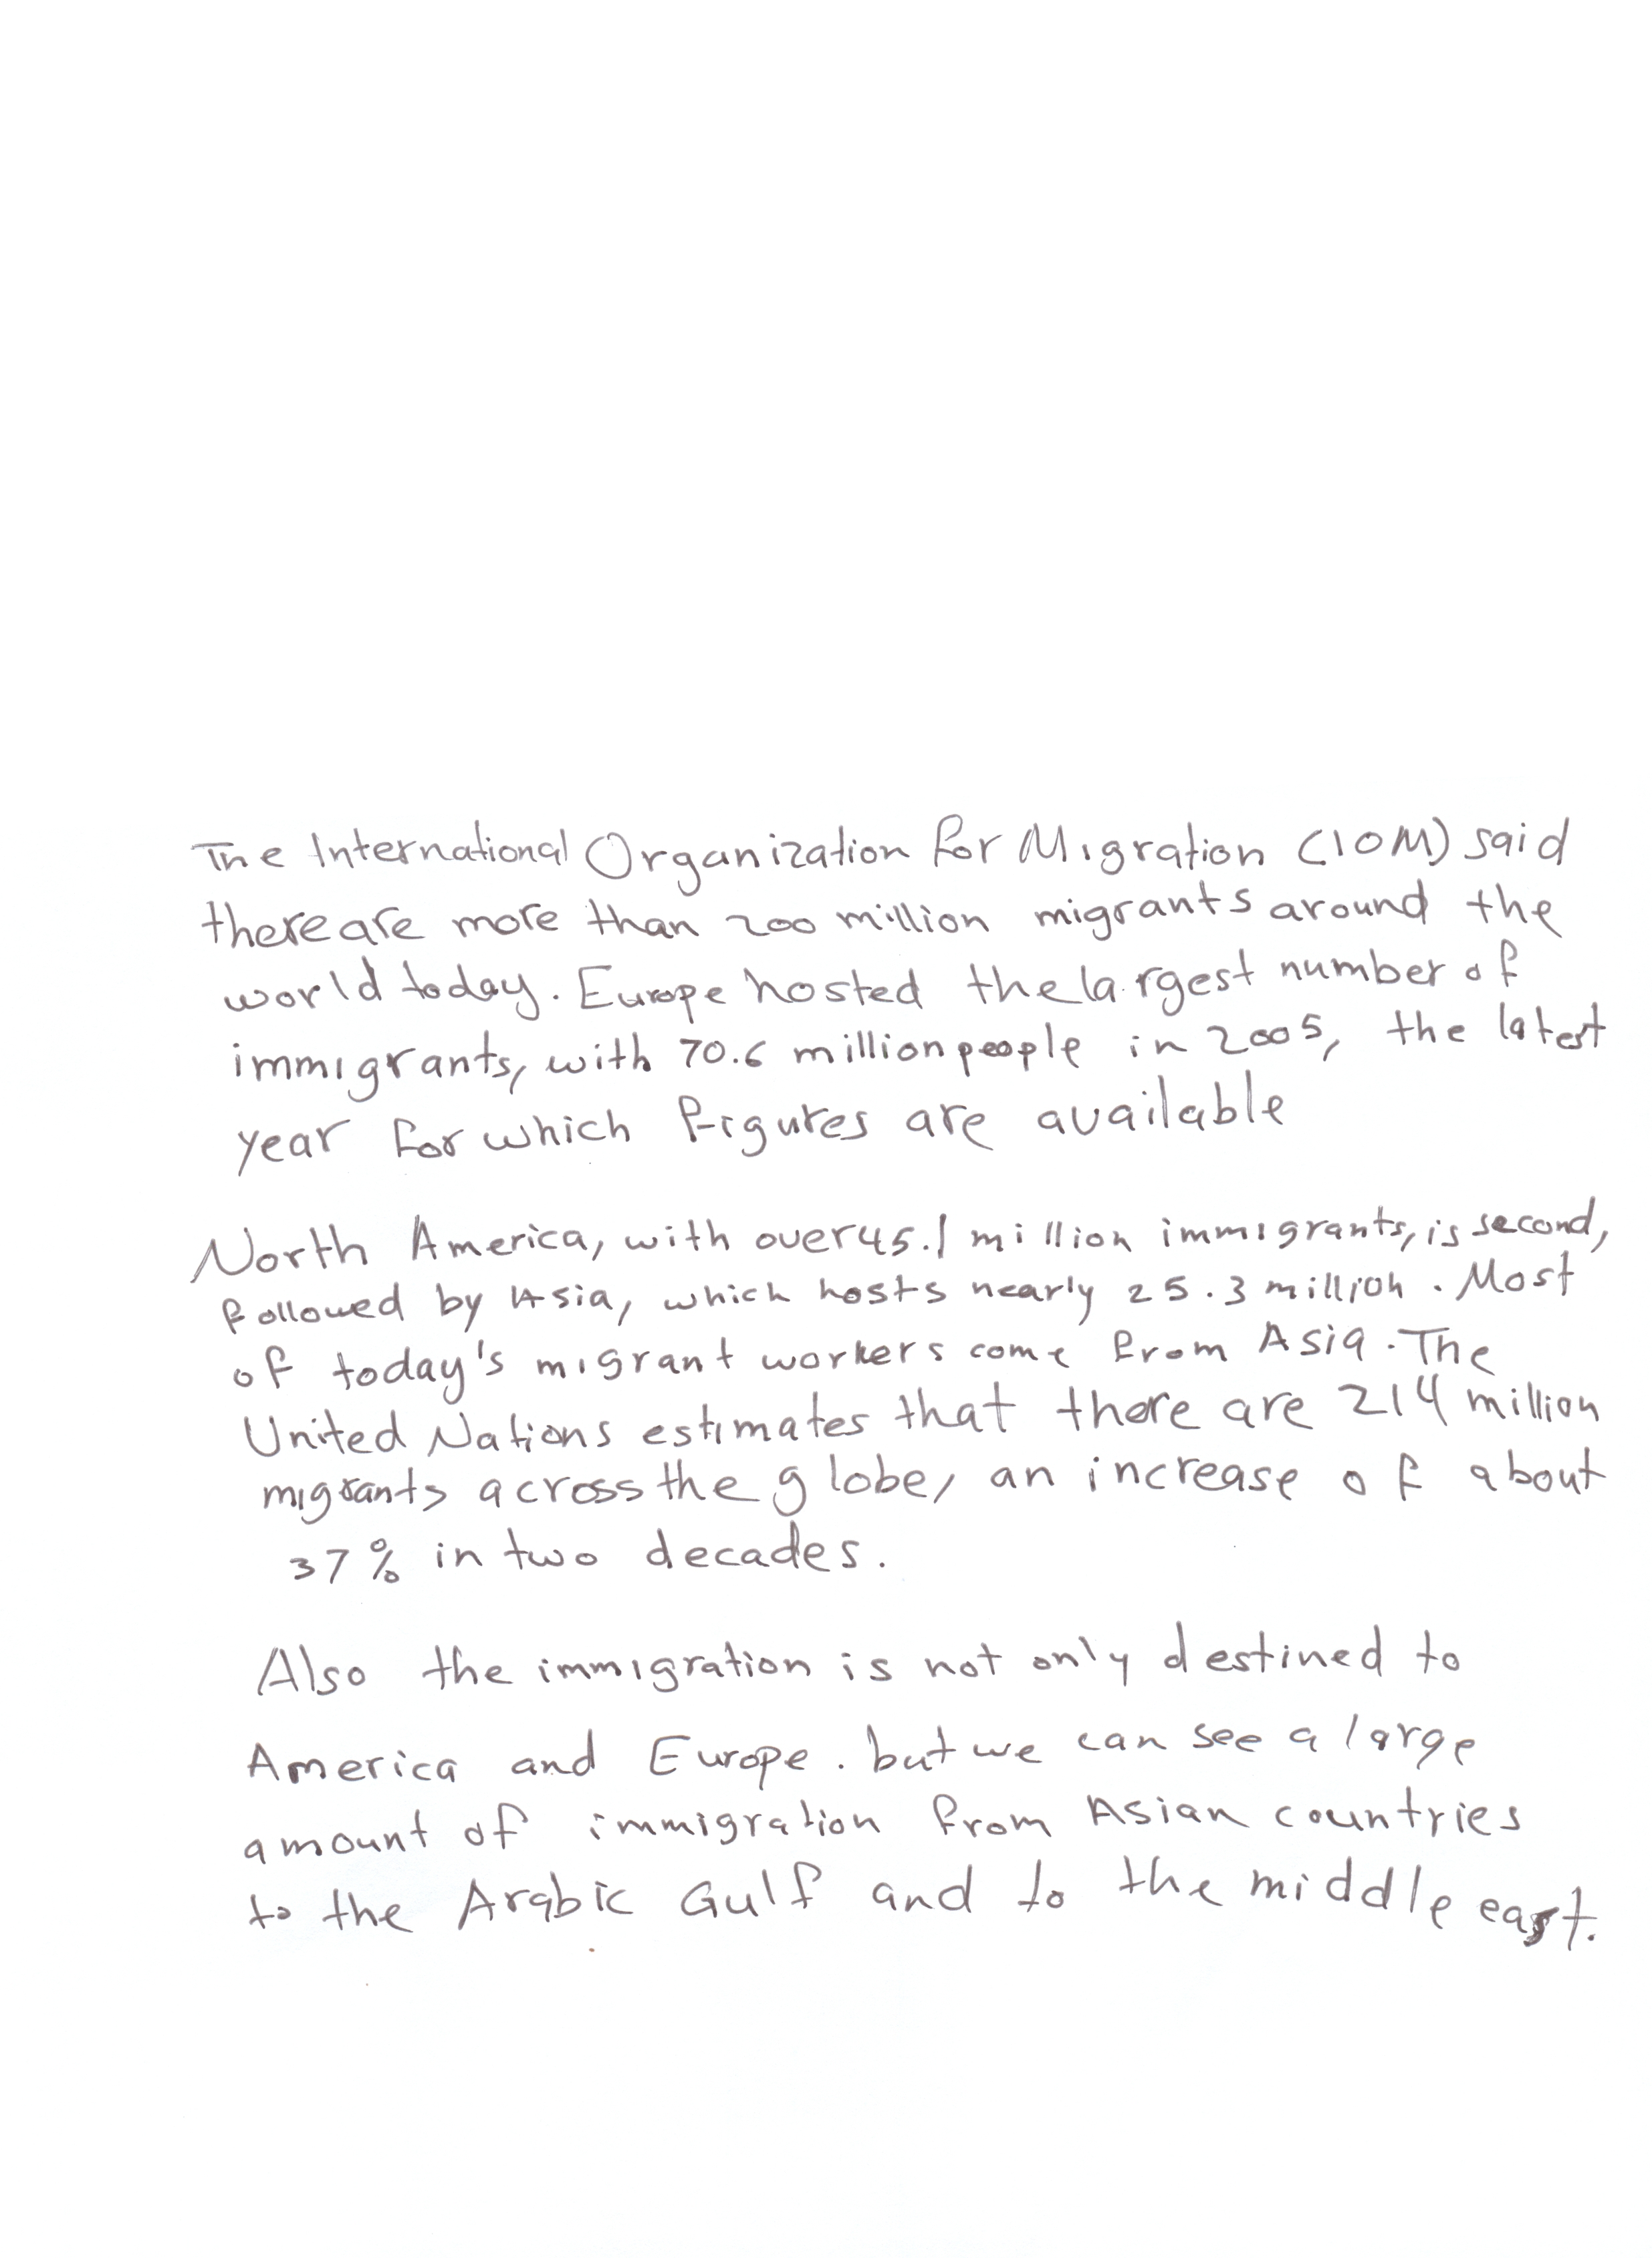 The International Organization for Migration (IOM) said
there are more than 200 million migrants around the
world today. Europe hosted the largest number of
immigrants, with 70.6 million people in 2005, the latest
year for which figures are available
North America, with over 45.1 million immigrants, is second,
followed by Asia, which hosts nearly 25.3 million. Most
of today's migrant workers come from Asia. The
United Nations estimates that there are 214 million
migrants across the globe, an increase of about
37% in two decades.
Also the immigration is not only destined to
America and Europe. but we can see a large
amount of immigration from Asian countries
to the Arabic Gulf and to the middle east.